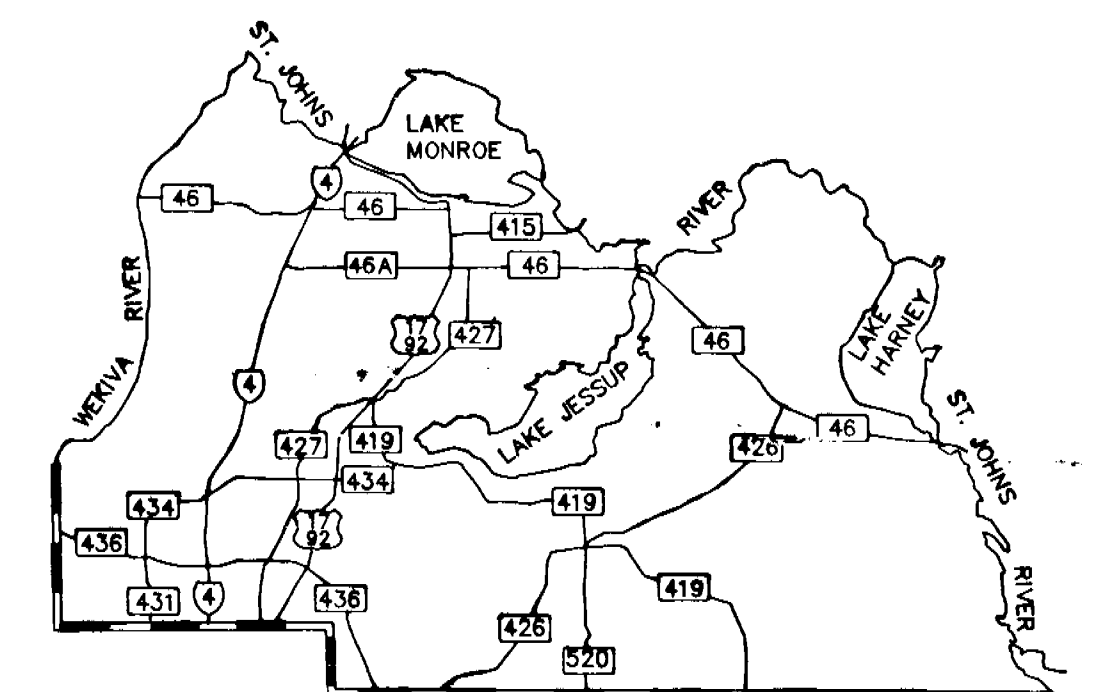 ST. JOHNS
LAKE
MONROE
4
46
46
RIVER
415
46A
46
RIVER
17
92
427
46
LAKE
HARNEY
4
WEKIVA
LAKE JESSUP
427
419
426
46
ST. JOHNS
434
434
419
17
92
436
431
4
436
419
RIVER
426
520